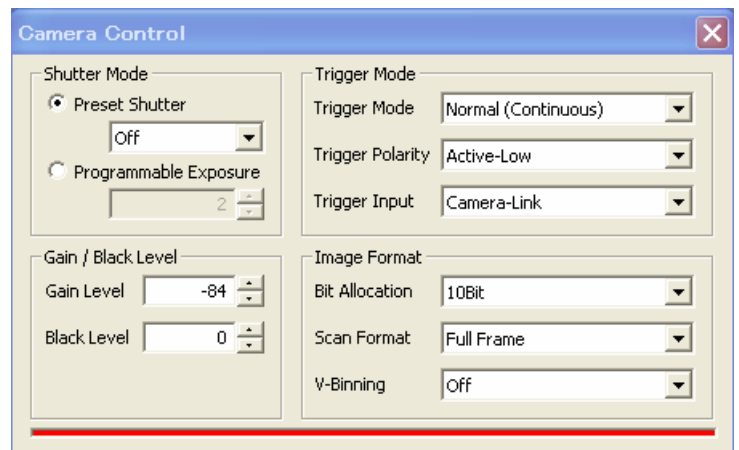 Camera Control
Shutter Mode
Preset Shutter
Off
Programmable Exposure
2
Trigger Mode
Trigger Mode Normal (Continuous)
Trigger Polarity Active-Low
Trigger Input Camera-Link
Gain / Black Level
Gain Level -84
Black Level 0
Image Format
Bit Allocation 10Bit
Scan Format Full Frame
V-Binning Off